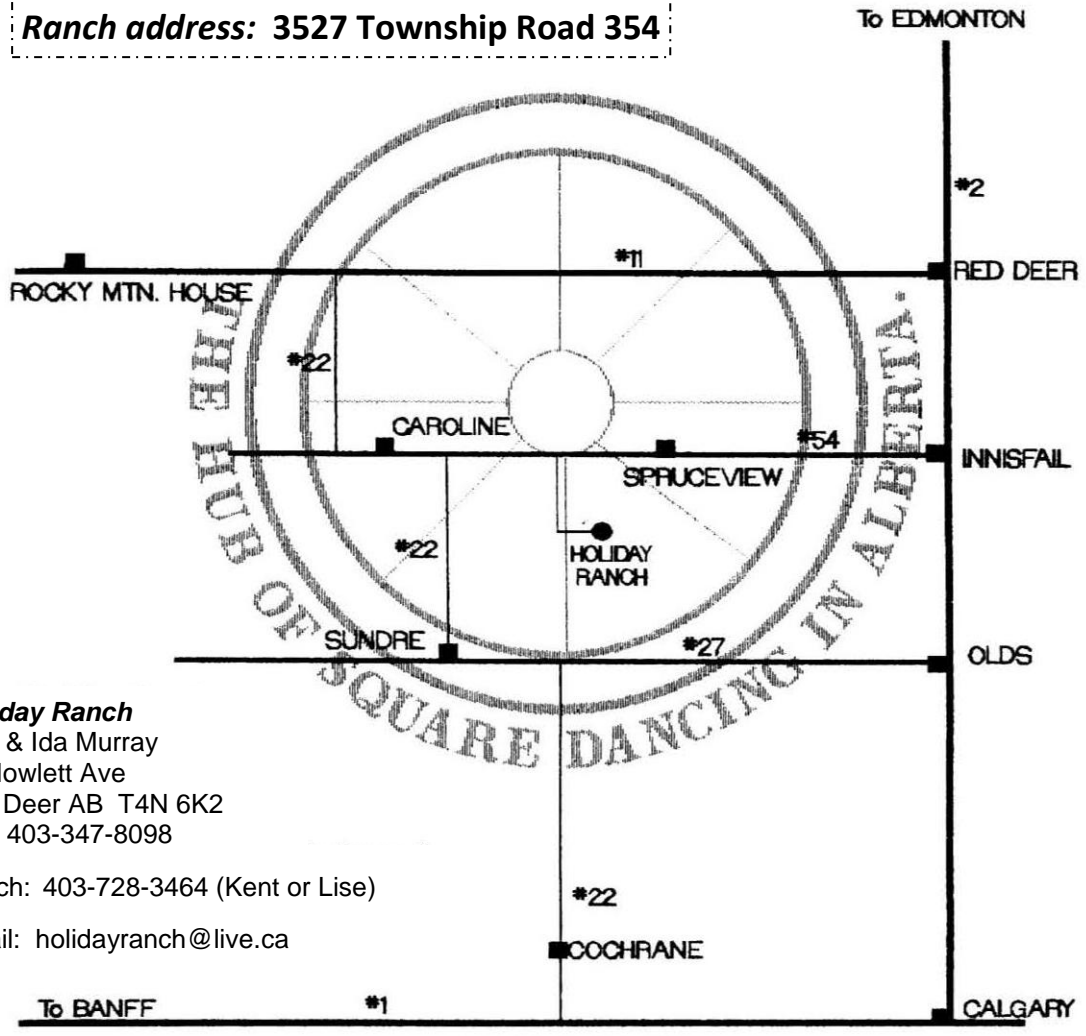 Ranch address: 3527 Township Road 354
To EDMONTON
#2
#11
RED DEER
ROCKY MTN. HOUSE
#22
CAROLINE
#54
SPRUCEVIEW
INNISFAIL
#22
HOLIDAY
RANCH
SUNDRE
#27
OLDS
THE HUB OF SQUARE DANCING IN ALBERTA.
day Ranch
& Ida Murray
Howlett Ave
Deer AB T4N 6K2
403-347-8098
ch: 403-728-3464 (Kent or Lise)
il: holidayranch@live.ca
#22
COCHRANE
To BANFF
#1
CALGARY